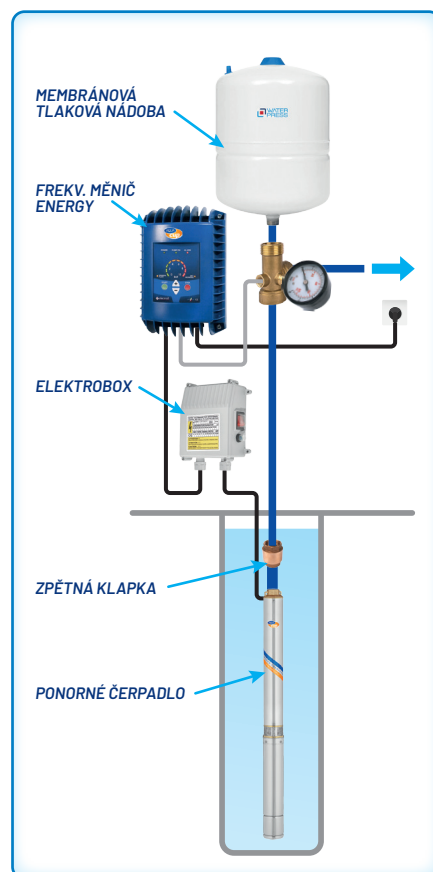 MEMBRÁNOVÁ
TLAKOVÁ NÁDOBA
WATER
PRESS
FREKV. MĚNIČ
ENERGY
ELEKTROBOX
ZPĚTNÁ KLAPKA
PONORNÉ ČERPADLO